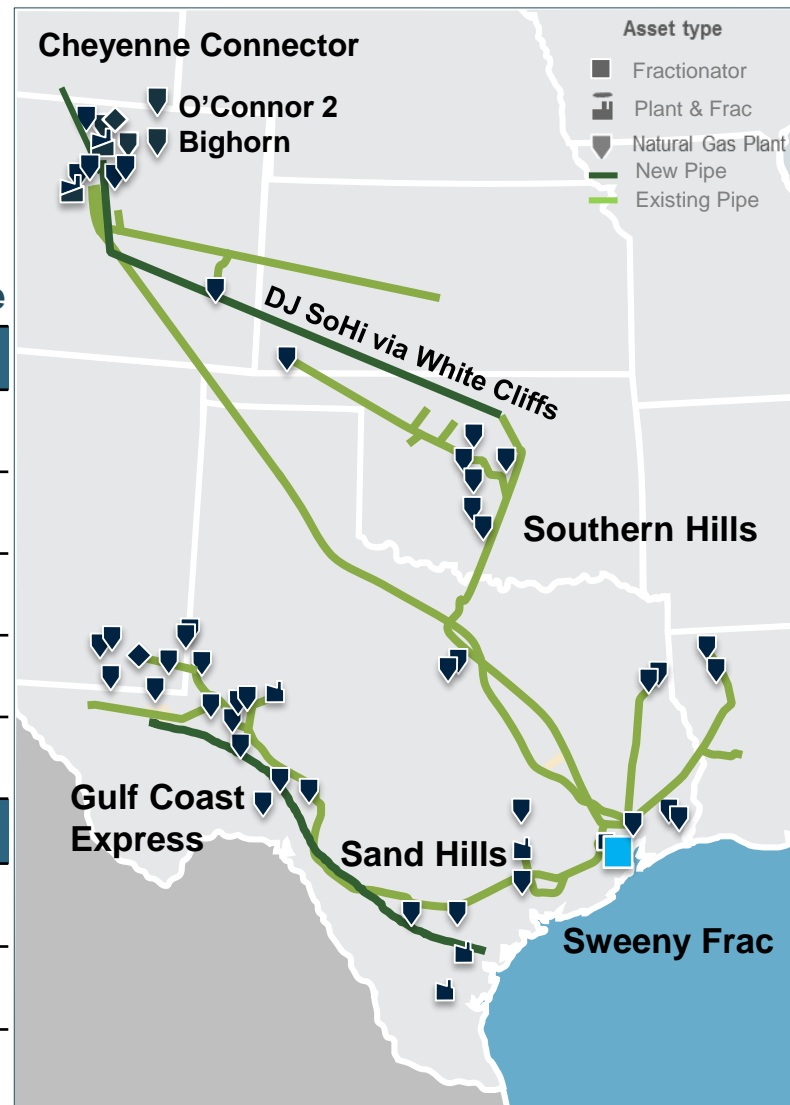 Cheyenne Connector
O’Connor 2
Bighorn
Asset type
Fractionator
Plant & Frac
Natural Gas Plant
New Pipe
Existing Pipe
e
DJ SoHi via White Cliffs
Southern Hills
Gulf Coast
Express
Sand Hills
Sweeny Frac